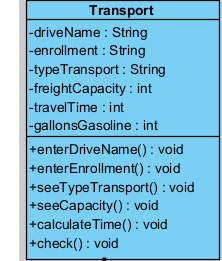 Transport
-driveName : String
-enrollment : String
-typeTransport : String
-freightCapacity : int
-travelTime : int
-gallonsGasoline : int
+enterDriveName() : void
+enterEnrollment() : void
+seeTypeTransport() : void
+seeCapacity() : void
+calculateTime() : void
+check() : void